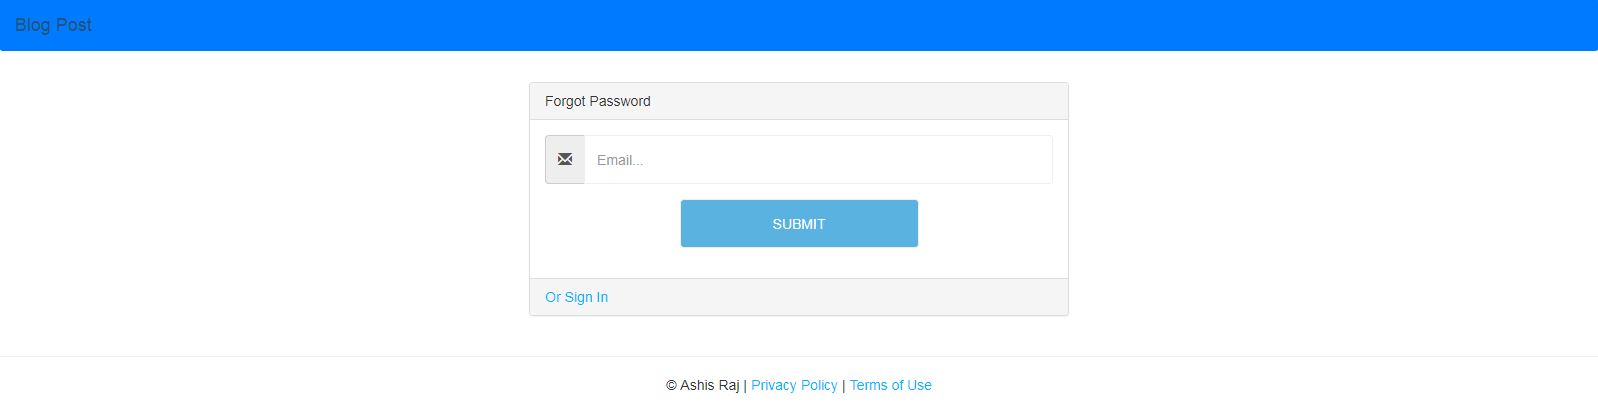 Blog Post
Forgot Password
Email...
SUBMIT
Or Sign In
© Ashis Raj | Privacy Policy | Terms of Use